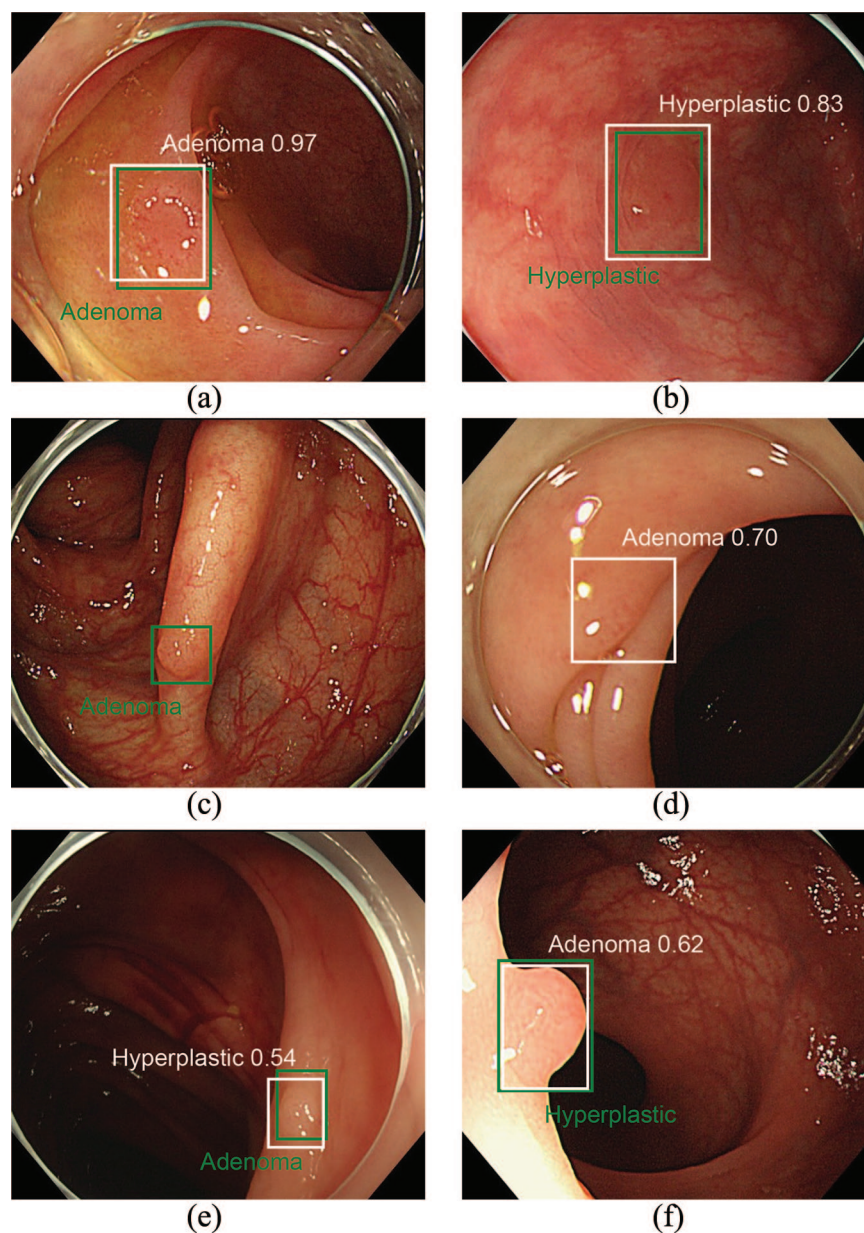 Adenoma 0.97
Adenoma
(a)
Hyperplastic 0.83
Hyperplastic
(b)
Adenoma
(c)
Adenoma 0.70
(d)
Hyperplastic 0.54
Adenoma
(e)
Adenoma 0.62
Hyperplastic
(f)